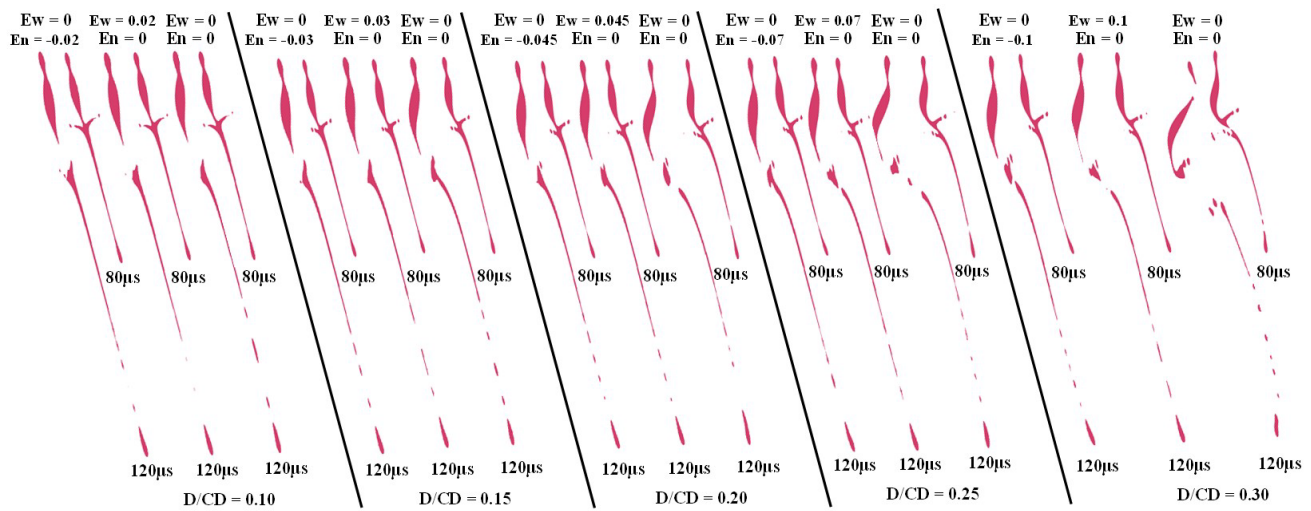 Ew = 0 Ew = 0.02 Ew = 0 Ew = 0 Ew = 0.03 Ew = 0 Ew = 0 Ew = 0.045 Ew = 0 Ew = 0 Ew = 0.07 Ew = 0 Ew = 0 Ew = 0.1 Ew = 0
En = -0.02 En = 0 En = 0 En = -0.03 En = 0 En = 0 En = -0.045 En = 0 En = 0 En = -0.07 En = 0 En = 0 En = -0.1 En = 0 En = 0
80µs 80µs 80µs 80µs 80µs 80µs 80µs 80µs 80µs 80µs 80µs 80µs 80µs 80µs 80µs
120µs 120µs 120µs 120µs 120µs 120µs 120µs 120µs 120µs 120µs 120µs 120µs 120µs 120µs 120µs
D/CD = 0.10 D/CD = 0.15 D/CD = 0.20 D/CD = 0.25 D/CD = 0.30